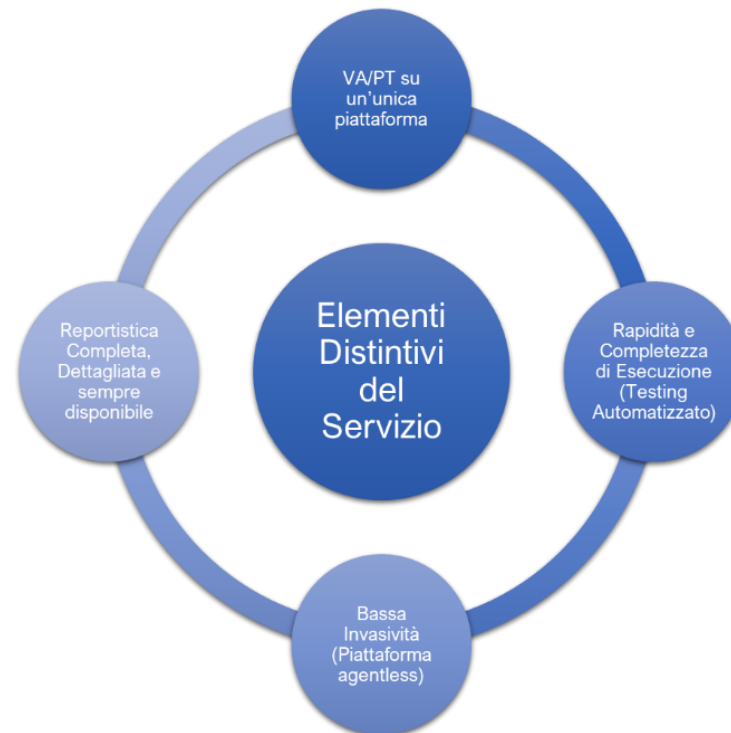 VA/PT su
un’unica
piattaforma
Elementi
Distintivi
del
Servizio
Rapidità e
Completezza
di Esecuzione
(Testing
Automatizzato)
Bassa
Invasività
(Piattaforma
agentless)
Reportistica
Completa,
Dettagliata e
sempre
disponibile